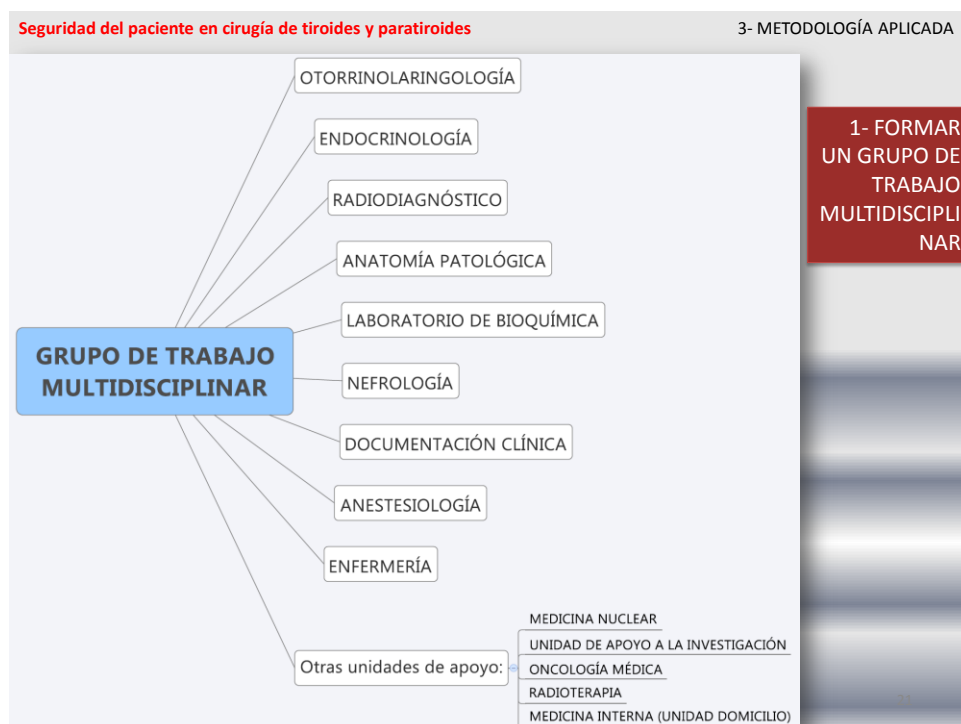 Seguridad del paciente en cirugía de tiroides y paratiroides
3- METODOLOGÍA APLICADA
1- FORMAR
UN GRUPO DE
TRABAJO
MULTIDISCIPLI
NAR
GRUPO DE TRABAJO
MULTIDISCIPLINAR
OTORRINOLARINGOLOGÍA
ENDOCRINOLOGÍA
RADIODIAGNÓSTICO
ANATOMÍA PATOLÓGICA
LABORATORIO DE BIOQUÍMICA
NEFROLOGÍA
DOCUMENTACIÓN CLÍNICA
ANESTESIOLOGÍA
ENFERMERÍA
Otras unidades de apoyo:
MEDICINA NUCLEAR
UNIDAD DE APOYO A LA INVESTIGACIÓN
ONCOLOGÍA MÉDICA
RADIOTERAPIA
MEDICINA INTERNA (UNIDAD DOMICILIO)